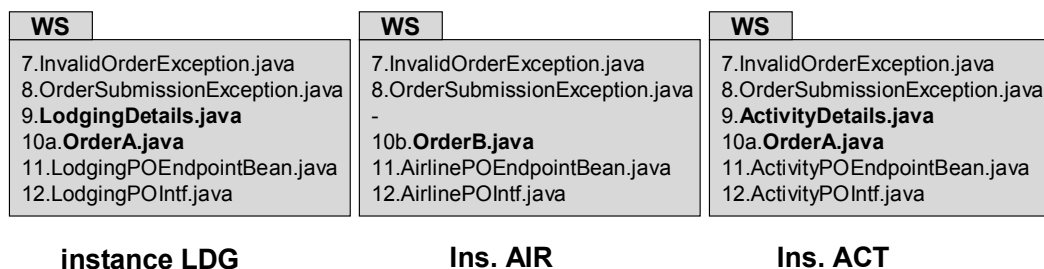 WS
7.InvalidOrderException.java
8.OrderSubmissionException.java
9.LodgingDetails.java
10a.OrderA.java
11.LodgingPOEndpointBean.java
12.LodgingPOIntf.java
instance LDG
WS
7.InvalidOrderException.java
8.OrderSubmissionException.java
-
10b.OrderB.java
11.AirlinePOEndpointBean.java
12.AirlinePOIntf.java
Ins. AIR
WS
7.InvalidOrderException.java
8.OrderSubmissionException.java
9.ActivityDetails.java
10a.OrderA.java
11.ActivityPOEndpointBean.java
12.ActivityPOIntf.java
Ins. ACT